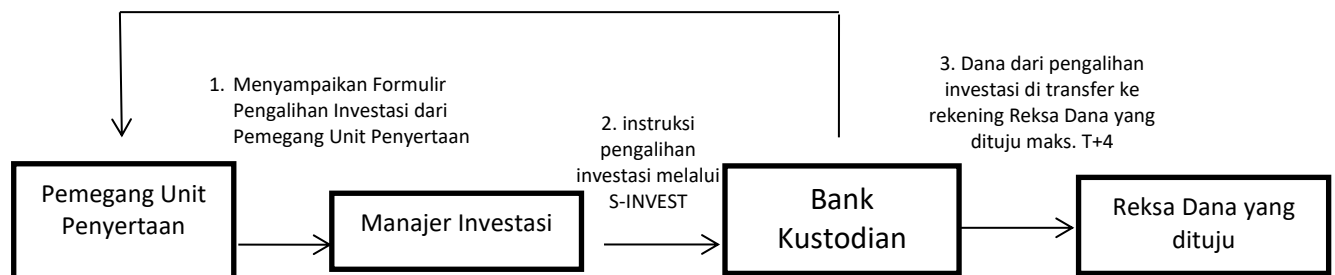 1. Menyampaikan Formulir
Pengalihan Investasi dari
Pemegang Unit Penyertaan
2. instruksi
pengalihan
investasi melalui
S-INVEST
3. Dana dari pengalihan
investasi di transfer ke
rekening Reksa Dana yang
dituju maks. T+4
Pemegang Unit
Penyertaan
Manajer Investasi
Bank
Kustodian
Reksa Dana yang
dituju